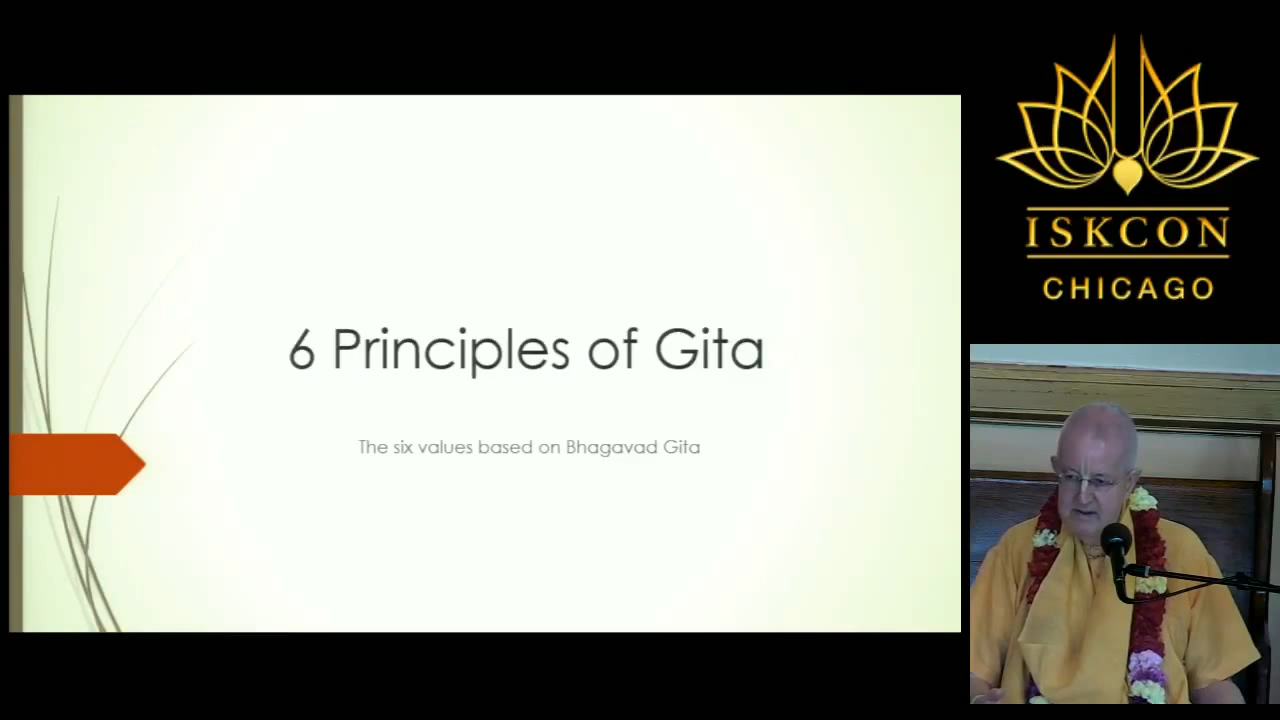 6 Principles of Gita
The six values based on Bhagavad Gita
ISKCON
CHICAGO